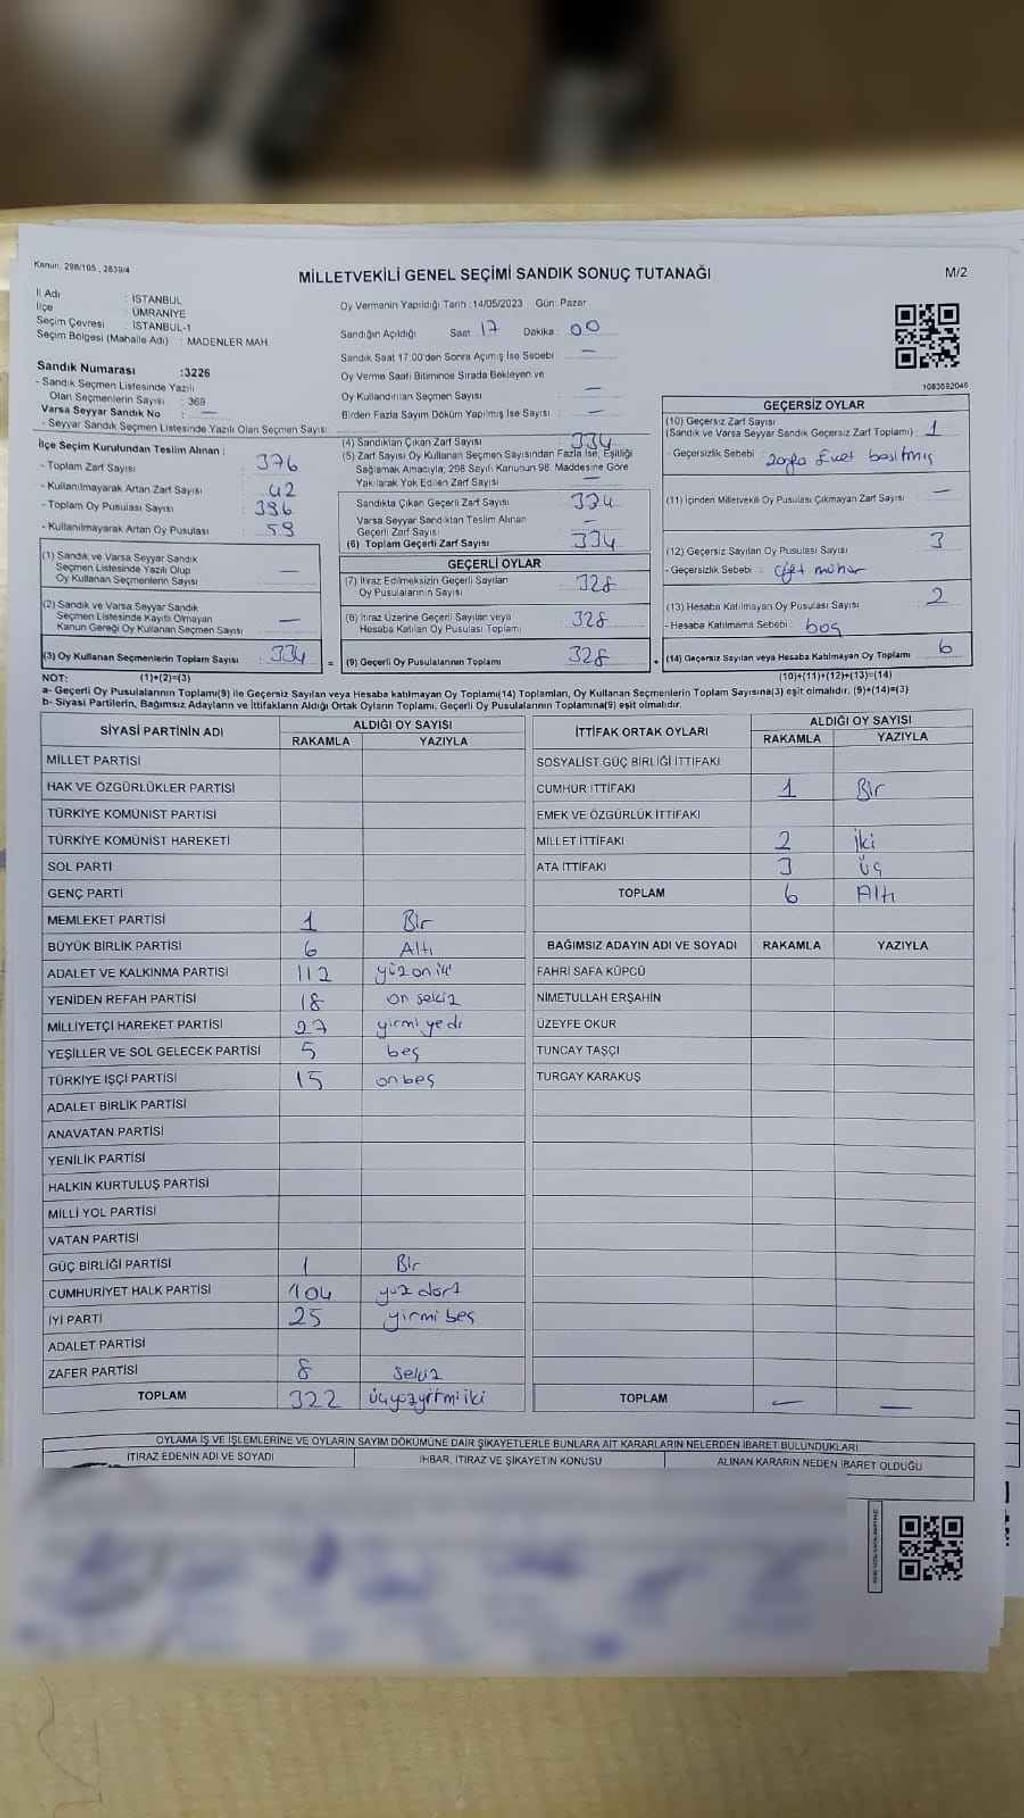 Kanun: 298/105 , 2839/4
MİLLETVEKİLİ GENEL SEÇİMİ SANDIK SONUÇ TUTANAĞI
M/2
İl Adı : İSTANBUL
İlçe : ÜMRANİYE
Seçim Çevresi : İSTANBUL-1
Seçim Bölgesi (Mahalle Adı) : MADENLER MAH.
Oy Vermenin Yapıldığı Tarih :14/05/2023 Gün: Pazar
Sandığın Açıldığı Saat 17 Dakika 00
Sandık Saat 17:00'den Sonra Açılmış İse Sebebi —
Oy Verme Saati Bitiminde Sırada Bekleyen ve
Oy Kullandırılan Seçmen Sayısı —
Birden Fazla Sayım Döküm Yapılmış İse Sayısı —
1083592046
Sandık Numarası :3226
- Sandık Seçmen Listesinde Yazılı
Olan Seçmenlerin Sayısı : 369
Varsa Seyyar Sandık No : —
- Seyyar Sandık Seçmen Listesinde Yazılı Olan Seçmen Sayısı:
İlçe Seçim Kurulundan Teslim Alınan :
- Toplam Zarf Sayısı : 376
- Kullanılmayarak Artan Zarf Sayısı : 42
- Toplam Oy Pusulası Sayısı : 396
- Kullanılmayarak Artan Oy Pusulası : 59
(1) Sandık ve Varsa Seyyar Sandık
Seçmen Listesinde Yazılı Olup
Oy Kullanan Seçmenlerin Sayısı —
(2) Sandık ve Varsa Seyyar Sandık
Seçmen Listesinde Kayıtlı Olmayan
Kanun Gereği Oy Kullanan Seçmen Sayısı —
(3) Oy Kullanan Seçmenlerin Toplam Sayısı : 334 =
(4) Sandıktan Çıkan Zarf Sayısı 334
(5) Zarf Sayısı Oy Kullanan Seçmen Sayısından Fazla İse, Eşitliği
Sağlamak Amacıyla, 298 Sayılı Kanunun 98. Maddesine Göre
Yakılarak Yok Edilen Zarf Sayısı —
Sandıkta Çıkan Geçerli Zarf Sayısı 334
Varsa Seyyar Sandıktan Teslim Alınan
Geçerli Zarf Sayısı —
(6) Toplam Geçerli Zarf Sayısı 334
GEÇERLİ OYLAR
(7) İtiraz Edilmeksizin Geçerli Sayılan
Oy Pusulalarının Sayısı 328
(8) İtiraz Üzerine Geçerli Sayılan veya
Hesaba Katılan Oy Pusulası Toplamı 328
(9) Geçerli Oy Pusulalarının Toplamı 328 +
GEÇERSİZ OYLAR
(10) Geçersiz Zarf Sayısı
(Sandık ve Varsa Seyyar Sandık Geçersiz Zarf Toplamı) : 1
- Geçersizlik Sebebi : zarfa Evet basılmış
(11) İçinden Milletvekili Oy Pusulası Çıkmayan Zarf Sayısı : —
(12) Geçersiz Sayılan Oy Pusulası Sayısı : 3
- Geçersizlik Sebebi : çift mühür
(13) Hesaba Katılmayan Oy Pusulası Sayısı : 2
- Hesaba Katılmama Sebebi : boş
(14) Geçersiz Sayılan veya Hesaba Katılmayan Oy Toplamı : 6
NOT: (1)+(2)=(3) (10)+(11)+(12)+(13)=(14)
a- Geçerli Oy Pusulalarının Toplamı(9) ile Geçersiz Sayılan veya Hesaba katılmayan Oy Toplamı(14) Toplamları, Oy Kullanan Seçmenlerin Toplam Sayısına(3) eşit olmalıdır. (9)+(14)=(3)
b- Siyasi Partilerin, Bağımsız Adayların ve İttifakların Aldığı Ortak Oyların Toplamı, Geçerli Oy Pusulalarının Toplamına(9) eşit olmalıdır.
SİYASİ PARTİNİN ADI ALDIĞI OY SAYISI
RAKAMLA YAZIYLA
MİLLET PARTİSİ
HAK VE ÖZGÜRLÜKLER PARTİSİ
TÜRKİYE KOMÜNİST PARTİSİ
TÜRKİYE KOMÜNİST HAREKETİ
SOL PARTİ
GENÇ PARTİ
MEMLEKET PARTİSİ 1 Bir
BÜYÜK BİRLİK PARTİSİ 6 Altı
ADALET VE KALKINMA PARTİSİ 112 yüz on iki
YENİDEN REFAH PARTİSİ 18 on sekiz
MİLLİYETÇİ HAREKET PARTİSİ 27 yirmi yedi
YEŞİLLER VE SOL GELECEK PARTİSİ 5 beş
TÜRKİYE İŞÇİ PARTİSİ 15 onbeş
ADALET BİRLİK PARTİSİ
ANAVATAN PARTİSİ
YENİLİK PARTİSİ
HALKIN KURTULUŞ PARTİSİ
MİLLİ YOL PARTİSİ
VATAN PARTİSİ
GÜÇ BİRLİĞİ PARTİSİ 1 Bir
CUMHURİYET HALK PARTİSİ 104 yüz dört
İYİ PARTİ 25 yirmi beş
ADALET PARTİSİ
ZAFER PARTİSİ 8 sekiz
TOPLAM 322 üçyüzyirmi iki
İTTİFAK ORTAK OYLARI ALDIĞI OY SAYISI
RAKAMLA YAZIYLA
SOSYALİST GÜÇ BİRLİĞİ İTTİFAKI
CUMHUR İTTİFAKI 1 Bir
EMEK VE ÖZGÜRLÜK İTTİFAKI
MİLLET İTTİFAKI 2 iki
ATA İTTİFAKI 3 üç
TOPLAM 6 Altı
BAĞIMSIZ ADAYIN ADI VE SOYADI RAKAMLA YAZIYLA
FAHRİ SAFA KÜPCÜ
NİMETULLAH ERŞAHİN
ÜZEYFE OKUR
TUNCAY TAŞÇI
TURGAY KARAKUŞ
TOPLAM — —
OYLAMA İŞ VE İŞLEMLERİNE VE OYLARIN SAYIM DÖKÜMÜNE DAİR ŞİKAYETLERLE BUNLARA AİT KARARLARIN NELERDEN İBARET BULUNDUKLARI
İTİRAZ EDENİN ADI VE SOYADI İHBAR, İTİRAZ VE ŞİKAYETİN KONUSU ALINAN KARARIN NEDEN İBARET OLDUĞU